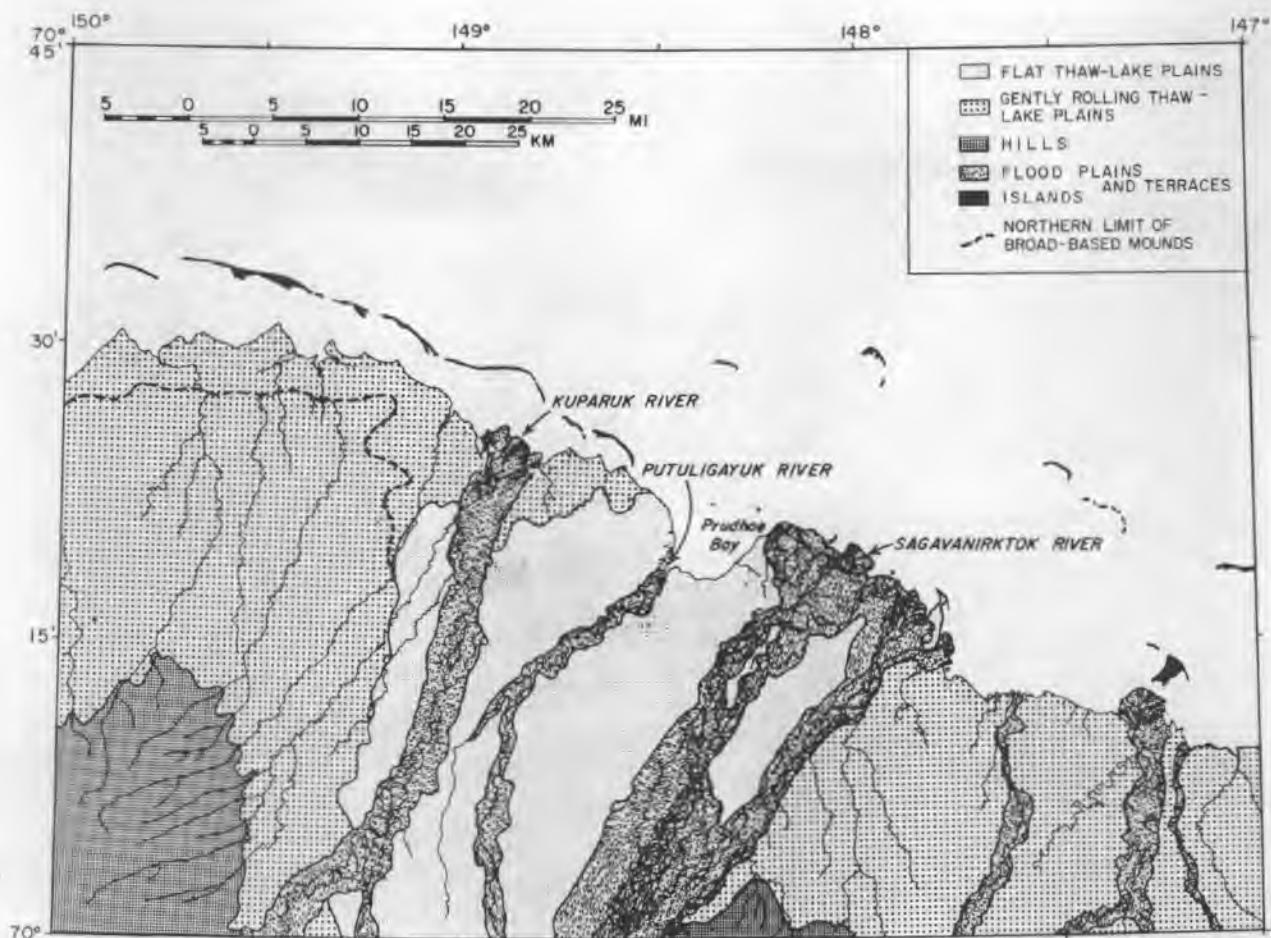 150°
149°
148°
147°
70°
45'
5 0 5 10 15 20 25 MI
5 0 5 10 15 20 25 KM
FLAT THAW-LAKE PLAINS
GENTLY ROLLING THAW-
LAKE PLAINS
HILLS
FLOOD PLAINS
AND TERRACES
ISLANDS
NORTHERN LIMIT OF
BROAD-BASED MOUNDS
30'
KUPARUK RIVER
PUTULIGAYUK RIVER
Prudhoe
Bay
SAGAVANIRKTOK RIVER
15'
70°